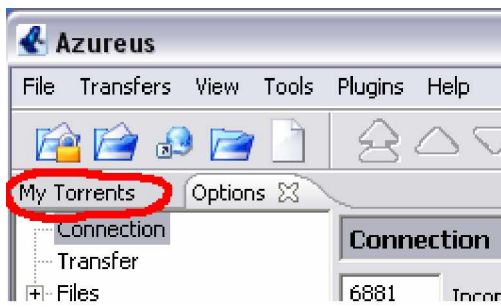 Azureus
File Transfers View Tools Plugins Help
My Torrents Options
Connection
Connection
Transfer
Files
6881